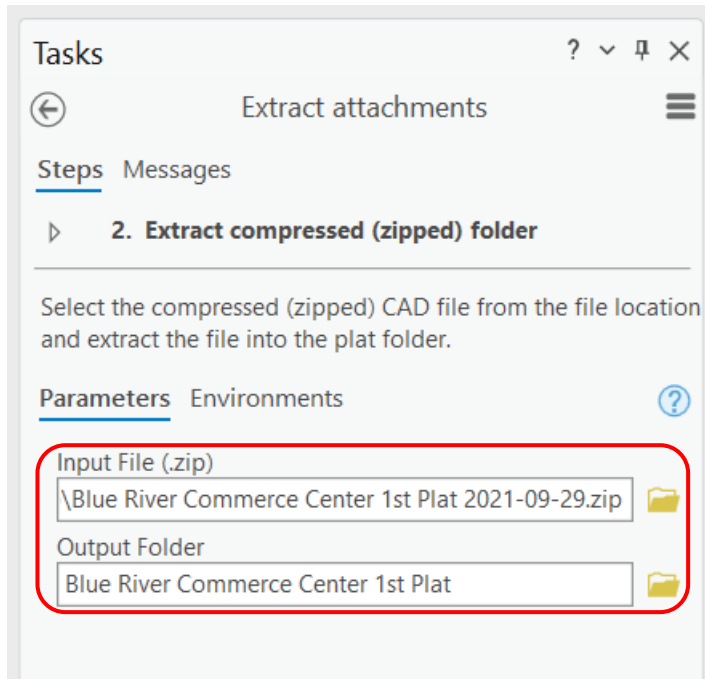 Tasks
Extract attachments
Steps Messages
2. Extract compressed (zipped) folder
Select the compressed (zipped) CAD file from the file location
and extract the file into the plat folder.
Parameters Environments
Input File (.zip)
\Blue River Commerce Center 1st Plat 2021-09-29.zip
Output Folder
Blue River Commerce Center 1st Plat